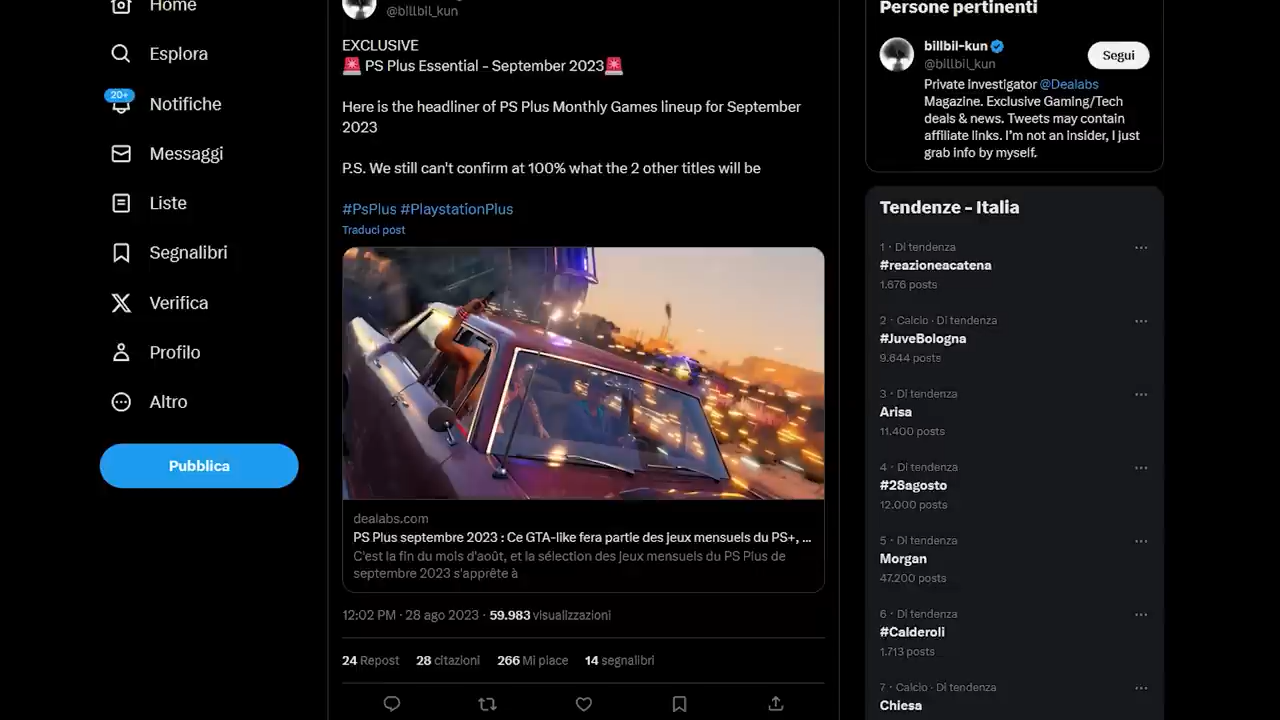 Home
Esplora
20+
Notifiche
Messaggi
Liste
Segnalibri
Verifica
Profilo
Altro
Pubblica
@billbil_kun
EXCLUSIVE
🚨 PS Plus Essential - September 2023🚨
Here is the headliner of PS Plus Monthly Games lineup for September
2023
P.S. We still can't confirm at 100% what the 2 other titles will be
#PsPlus #PlaystationPlus
Traduci post
dealabs.com
PS Plus septembre 2023 : Ce GTA-like fera partie des jeux mensuels du PS+, ...
C'est la fin du mois d'août, et la sélection des jeux mensuels du PS Plus de
septembre 2023 s'apprête à
12:02 PM · 28 ago 2023 · 59.983 visualizzazioni
24 Repost 28 citazioni 266 Mi piace 14 segnalibri
Persone pertinenti
billbil-kun
@billbil_kun
Segui
Private Investigator @Dealabs
Magazine. Exclusive Gaming/Tech
deals & news. Tweets may contain
affiliate links. I'm not an insider, I just
grab info by myself.
Tendenze - Italia
1 · Di tendenza
#reazioneacatena
1.676 posts
2 · Calcio · Di tendenza
#JuveBologna
9.644 posts
3 · Di tendenza
Arisa
11.400 posts
4 · Di tendenza
#28agosto
12.000 posts
5 · Di tendenza
Morgan
47.200 posts
6 · Di tendenza
#Calderoli
1.713 posts
7 · Calcio · Di tendenza
Chiesa